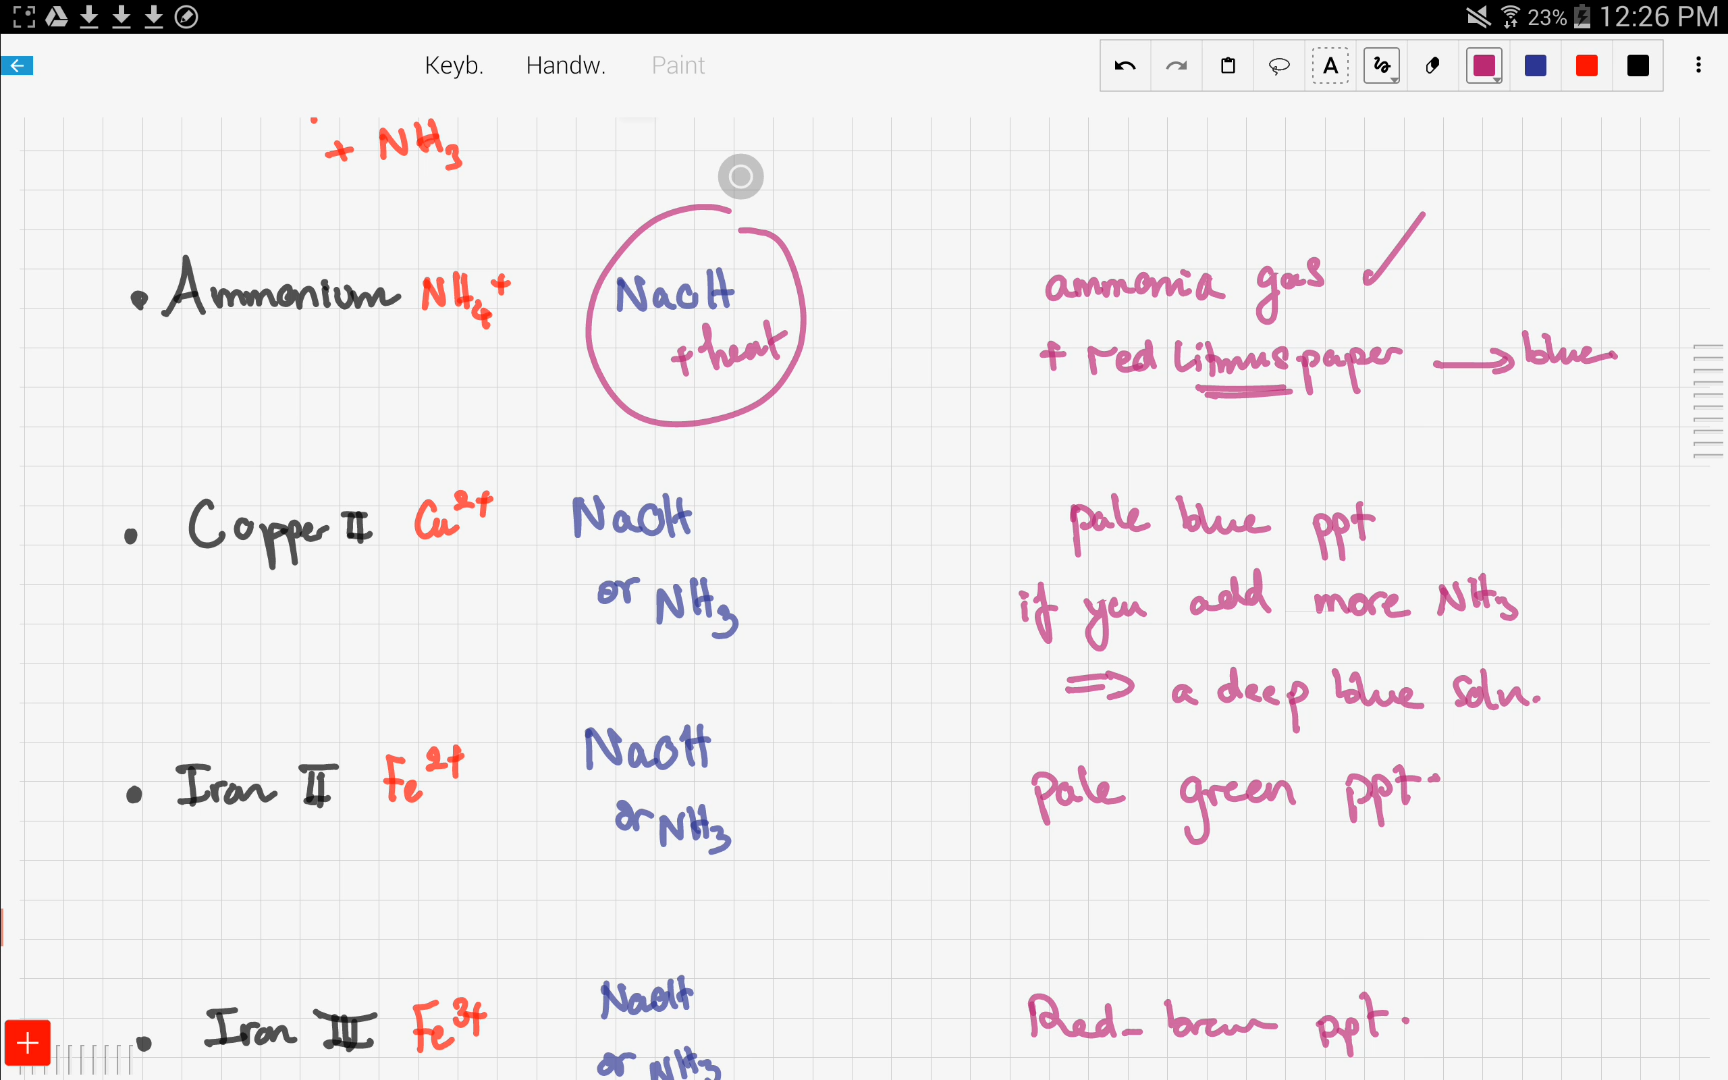 23% 12:26 PM
Keyb. Handw. Paint A
+ NH3
• Ammonium NH4+ NaOH ammonia gas ✓
+ heat + red litmus paper → blue.
• Copper II Cu2+ NaOH pale blue ppt
or NH3 if you add more NH3
⇒ a deep blue soln.
• Iron II Fe2+ NaOH pale green ppt.
or NH3
• Iron III Fe3+ NaOH Red-brown ppt.
or NH3